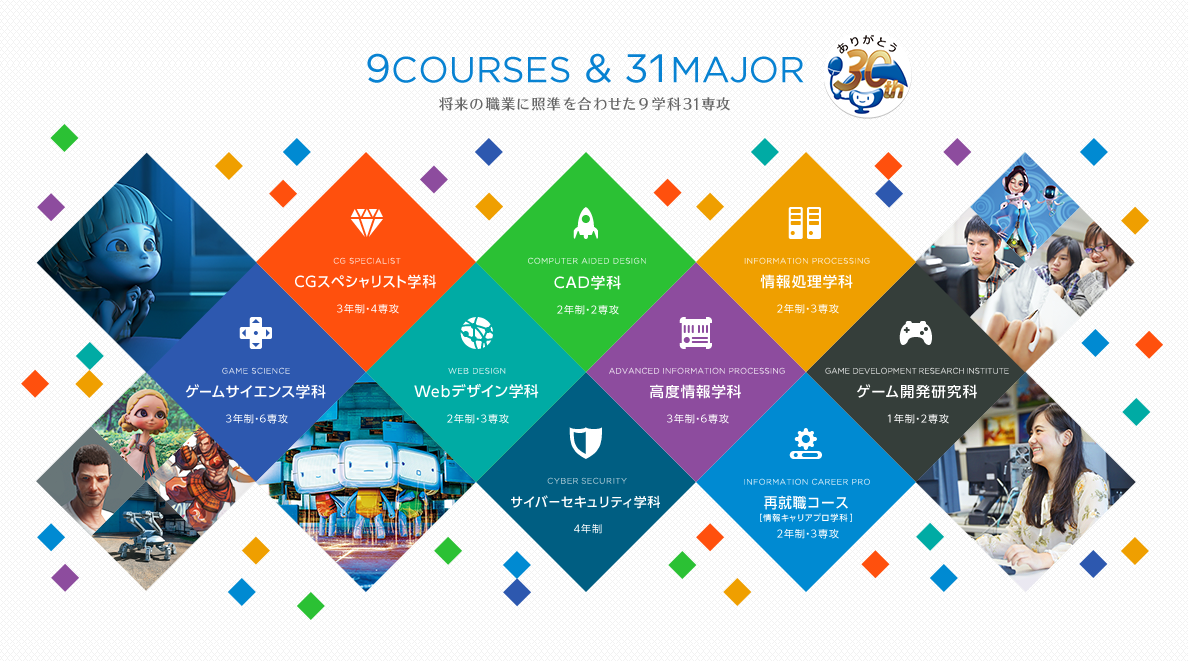 9COURSES & 31MAJOR
ありがとう
30th
将来の職業に照準を合わせた9学科31専攻
CG SPECIALIST
CGスペシャリスト学科
3年制・4専攻
COMPUTER AIDED DESIGN
CAD学科
2年制・2専攻
INFORMATION PROCESSING
情報処理学科
2年制・3専攻
GAME SCIENCE
ゲームサイエンス学科
3年制・6専攻
WEB DESIGN
Webデザイン学科
2年制・3専攻
ADVANCED INFORMATION PROCESSING
高度情報学科
3年制・6専攻
GAME DEVELOPMENT RESEARCH INSTITUTE
ゲーム開発研究科
1年制・2専攻
CYBER SECURITY
サイバーセキュリティ学科
4年制
INFORMATION CAREER PRO
再就職コース
[情報キャリアプロ学科]
2年制・3専攻